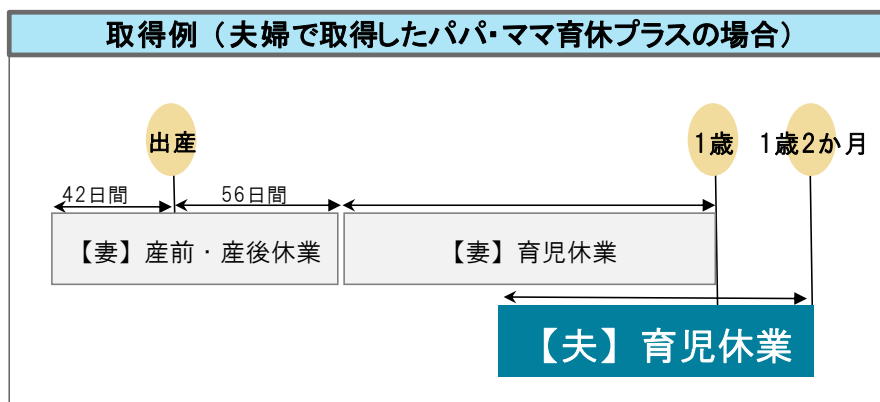 取得例（夫婦で取得したパパ・ママ育休プラスの場合）
出産
1歳
1歳2か月
42日間
56日間
【妻】産前・産後休業
【妻】育児休業
【夫】育児休業